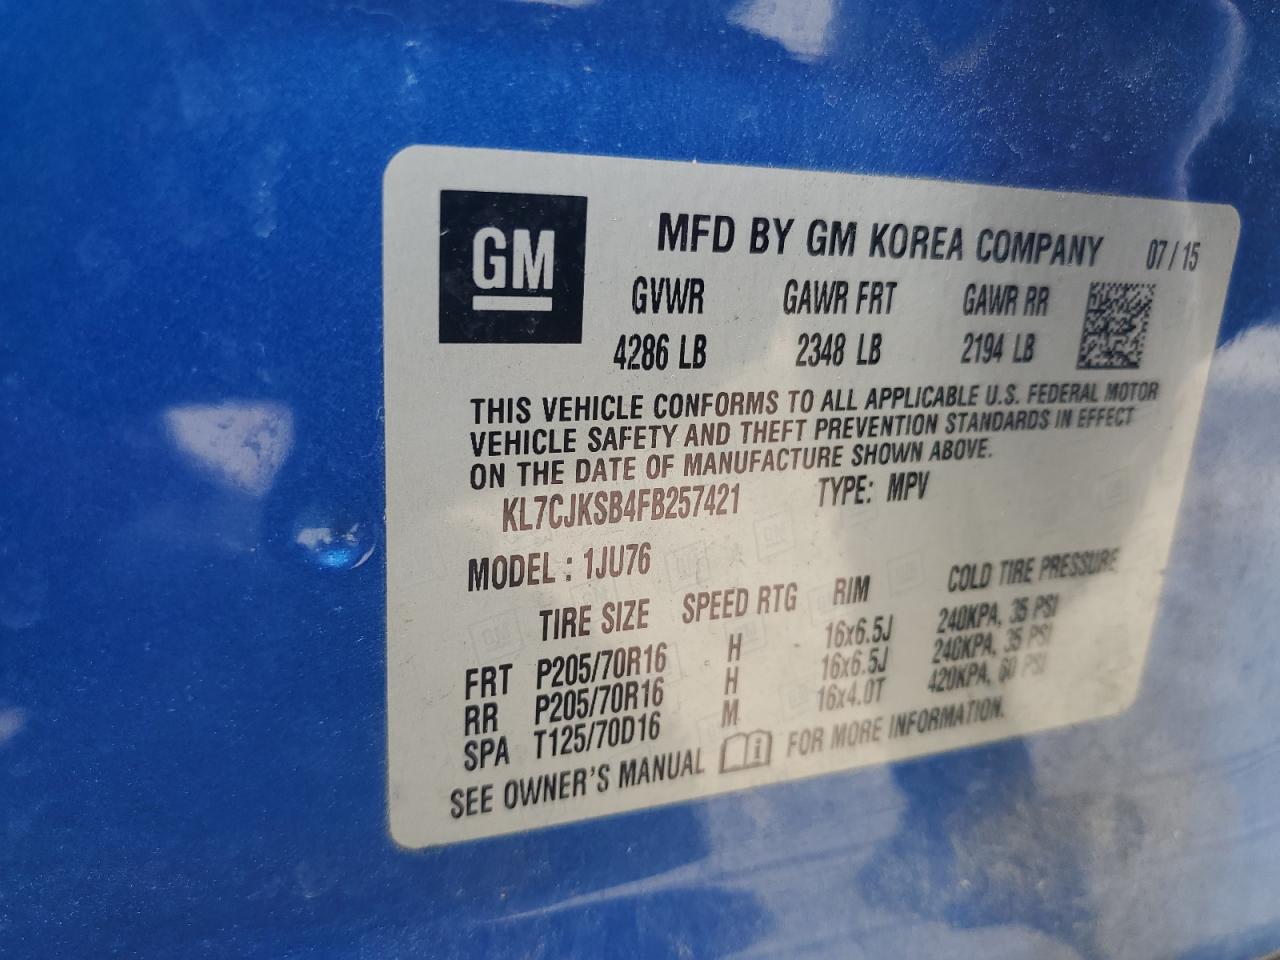 GM
MFD BY GM KOREA COMPANY 07/15
GVWR GAWR FRT GAWR RR
4286 LB 2348 LB 2194 LB
THIS VEHICLE CONFORMS TO ALL APPLICABLE U.S. FEDERAL MOTOR
VEHICLE SAFETY AND THEFT PREVENTION STANDARDS IN EFFECT
ON THE DATE OF MANUFACTURE SHOWN ABOVE.
KL7CJKSB4FB257421 TYPE: MPV
MODEL : 1JU76
TIRE SIZE SPEED RTG RIM COLD TIRE PRESSURE
FRT P205/70R16 H 16x6.5J 240KPA, 35 PSI
RR P205/70R16 H 16x6.5J 240KPA, 35 PSI
SPA T125/70D16 M 16x4.0T 420KPA, 60 PSI
SEE OWNER'S MANUAL FOR MORE INFORMATION.